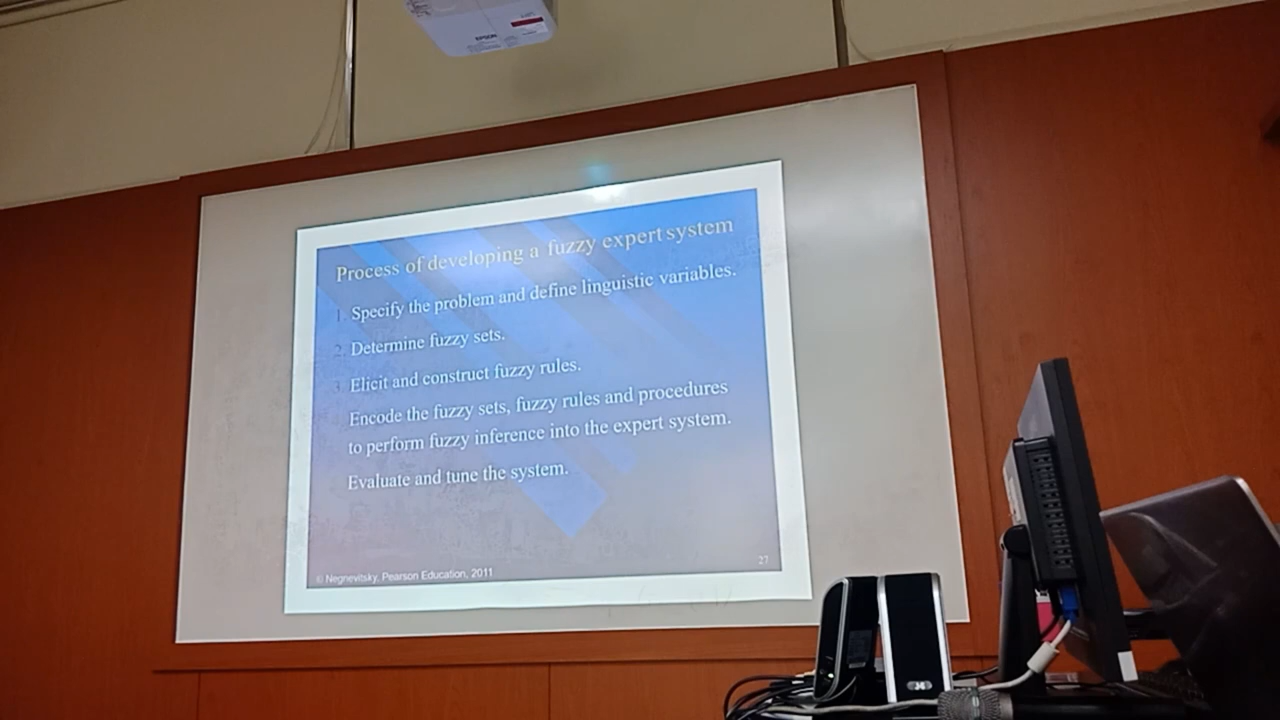 EPSON
Process of developing a fuzzy expert system
1. Specify the problem and define linguistic variables.
2. Determine fuzzy sets.
3. Elicit and construct fuzzy rules.
Encode the fuzzy sets, fuzzy rules and procedures
to perform fuzzy inference into the expert system.
Evaluate and tune the system.
© Negnevitsky, Pearson Education, 2011
27